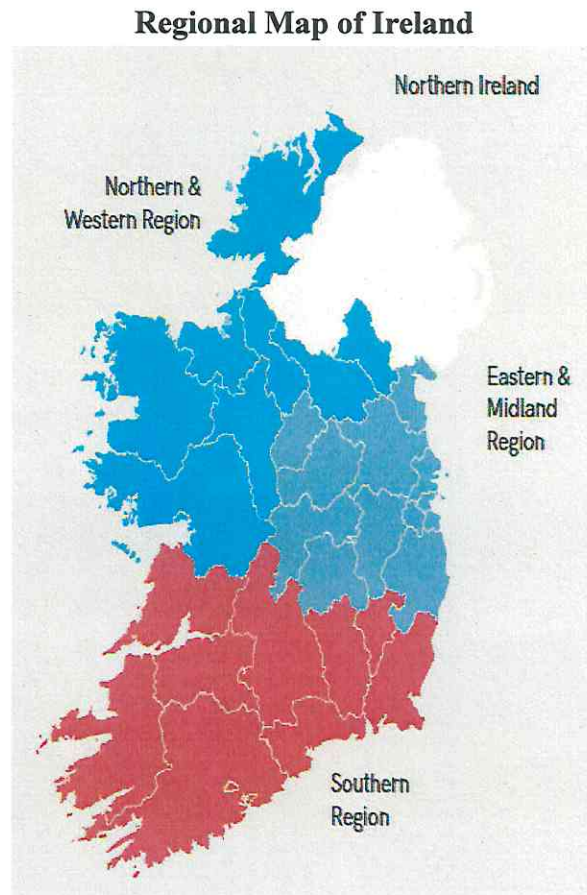 Regional Map of Ireland
Northern Ireland
Northern &
Western Region
Eastern &
Midland
Region
Southern
Region